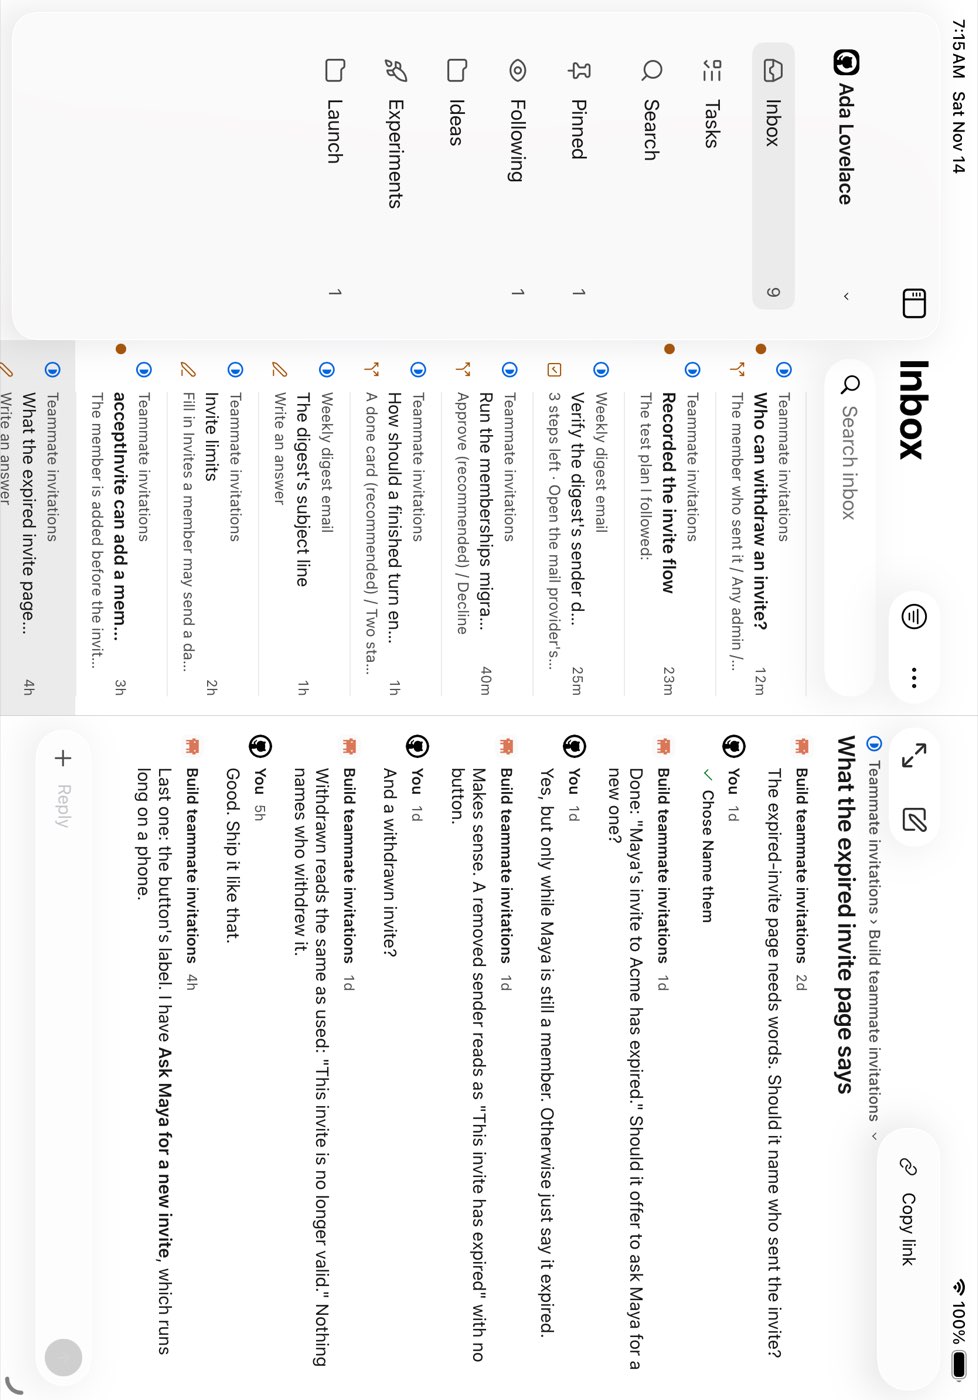 7:15 AM Sat Nov 14
100%
Ada Lovelace
Inbox 9
Tasks
Search
Pinned 1
Following 1
Ideas
Experiments
Launch 1
Inbox
Search inbox
Teammate invitations
Who can withdraw an invite? 12m
The member who sent it / Any admin /...
Teammate invitations
Recorded the invite flow 23m
The test plan I followed:
Weekly digest email
Verify the digest's sender d... 25m
3 steps left · Open the mail provider's...
Teammate invitations
Run the memberships migra... 40m
Approve (recommended) / Decline
Teammate invitations
How should a finished turn en... 1h
A done card (recommended) / Two sta...
Weekly digest email
The digest's subject line 1h
Write an answer
Teammate invitations
Invite limits 2h
Fill in Invites a member may send a da...
Teammate invitations
acceptInvite can add a mem... 3h
The member is added before the invit...
Teammate invitations
What the expired invite page... 4h
Write an answer
Copy link
Teammate invitations › Build teammate invitations
What the expired invite page says
Build teammate invitations 2d
The expired-invite page needs words. Should it name who sent the invite?
You 1d
Chose Name them
Build teammate invitations 1d
Done: "Maya's invite to Acme has expired." Should it offer to ask Maya for a
new one?
You 1d
Yes, but only while Maya is still a member. Otherwise just say it expired.
Build teammate invitations 1d
Makes sense. A removed sender reads as "This invite has expired" with no
button.
You 1d
And a withdrawn invite?
Build teammate invitations 1d
Withdrawn reads the same as used: "This invite is no longer valid." Nothing
names who withdrew it.
You 5h
Good. Ship it like that.
Build teammate invitations 4h
Last one: the button's label. I have Ask Maya for a new invite, which runs
long on a phone.
Reply